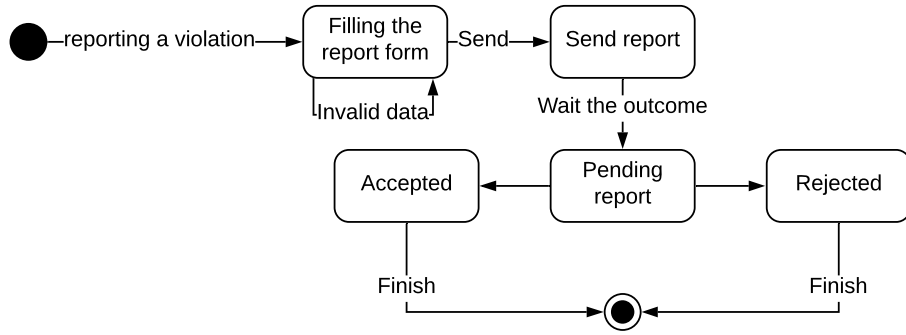 reporting a violation
Filling the
report form
Send
Send report
Invalid data
Wait the outcome
Accepted
Pending
report
Rejected
Finish
Finish